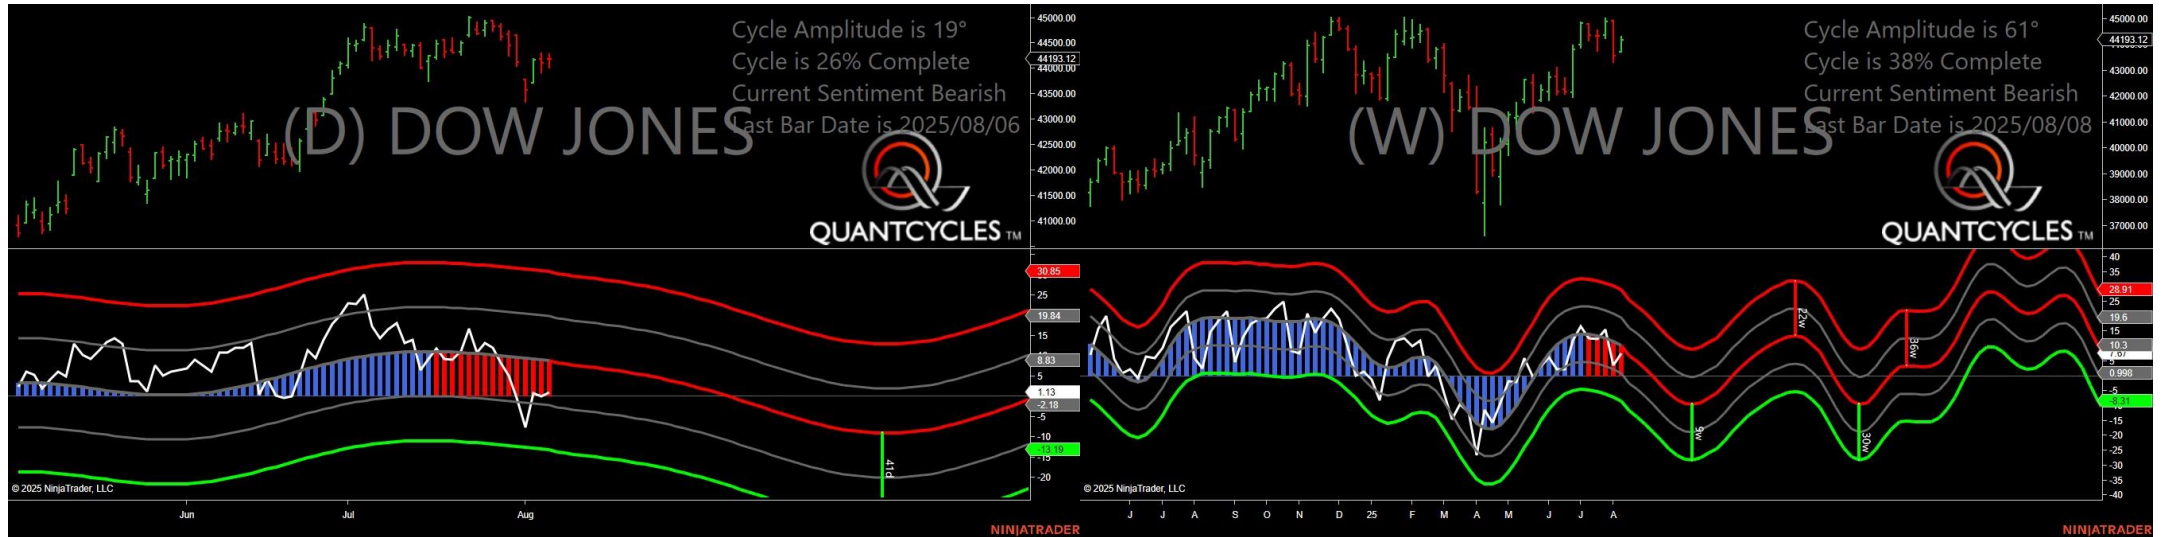 Cycle Amplitude is 19°
Cycle is 26% Complete
Current Sentiment Bearish
Last Bar Date is 2025/08/06
(D) DOW JONES
QUANTCYCLES TM
45000.00
44500.00
44193.12
44000.00
43500.00
43000.00
42500.00
42000.00
41500.00
41000.00
30.85
25
19.84
15
8.83
5
1.13
-2.18
-5
-10
-13.19
-15
-20
41d
© 2025 NinjaTrader, LLC
Jun Jul Aug
NINJATRADER
Cycle Amplitude is 61°
Cycle is 38% Complete
Current Sentiment Bearish
Last Bar Date is 2025/08/08
(W) DOW JONES
QUANTCYCLES TM
45000.00
44193.12
43000.00
42000.00
41000.00
40000.00
39000.00
38000.00
37000.00
40
35
28.91
25
19.6
15
10.3
7.67
5
0.998
-5
-8.31
-15
-20
-25
-30
-35
-40
22w
36w
9w
30w
© 2025 NinjaTrader, LLC
J J A S O N D 25 F M A M J J A
NINJATRADER